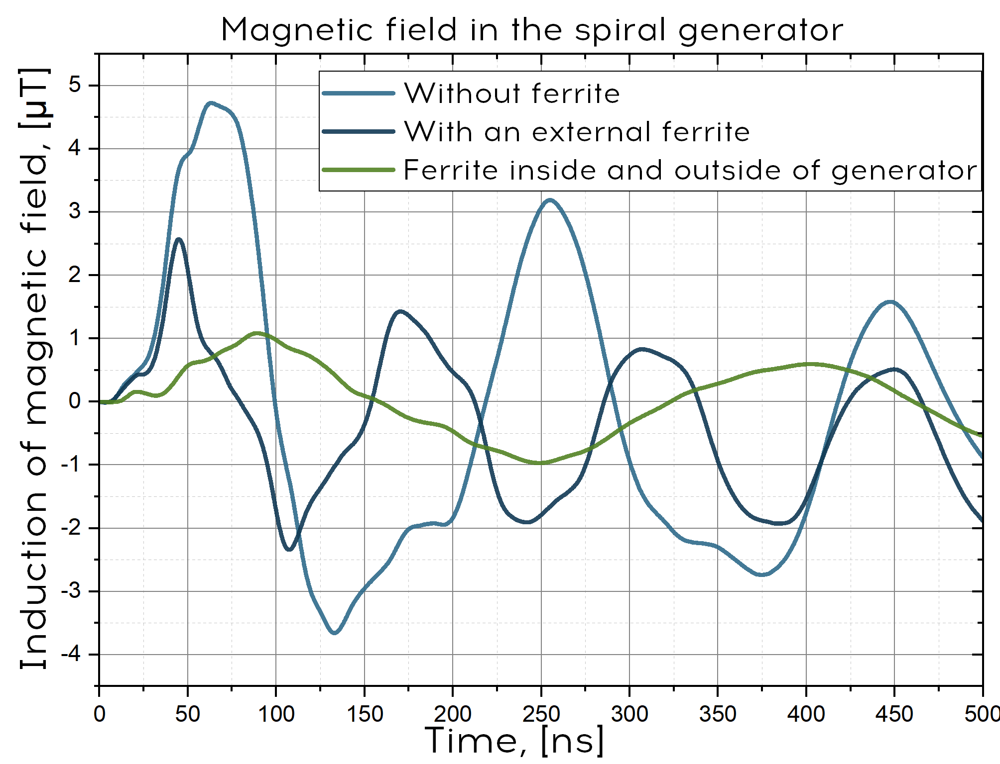 Magnetic field in the spiral generator
Induction of magnetic field, [µT]
Without ferrite
With an external ferrite
Ferrite inside and outside of generator
5
4
3
2
1
0
-1
-2
-3
-4
0 50 100 150 200 250 300 350 400 450 500
Time, [ns]